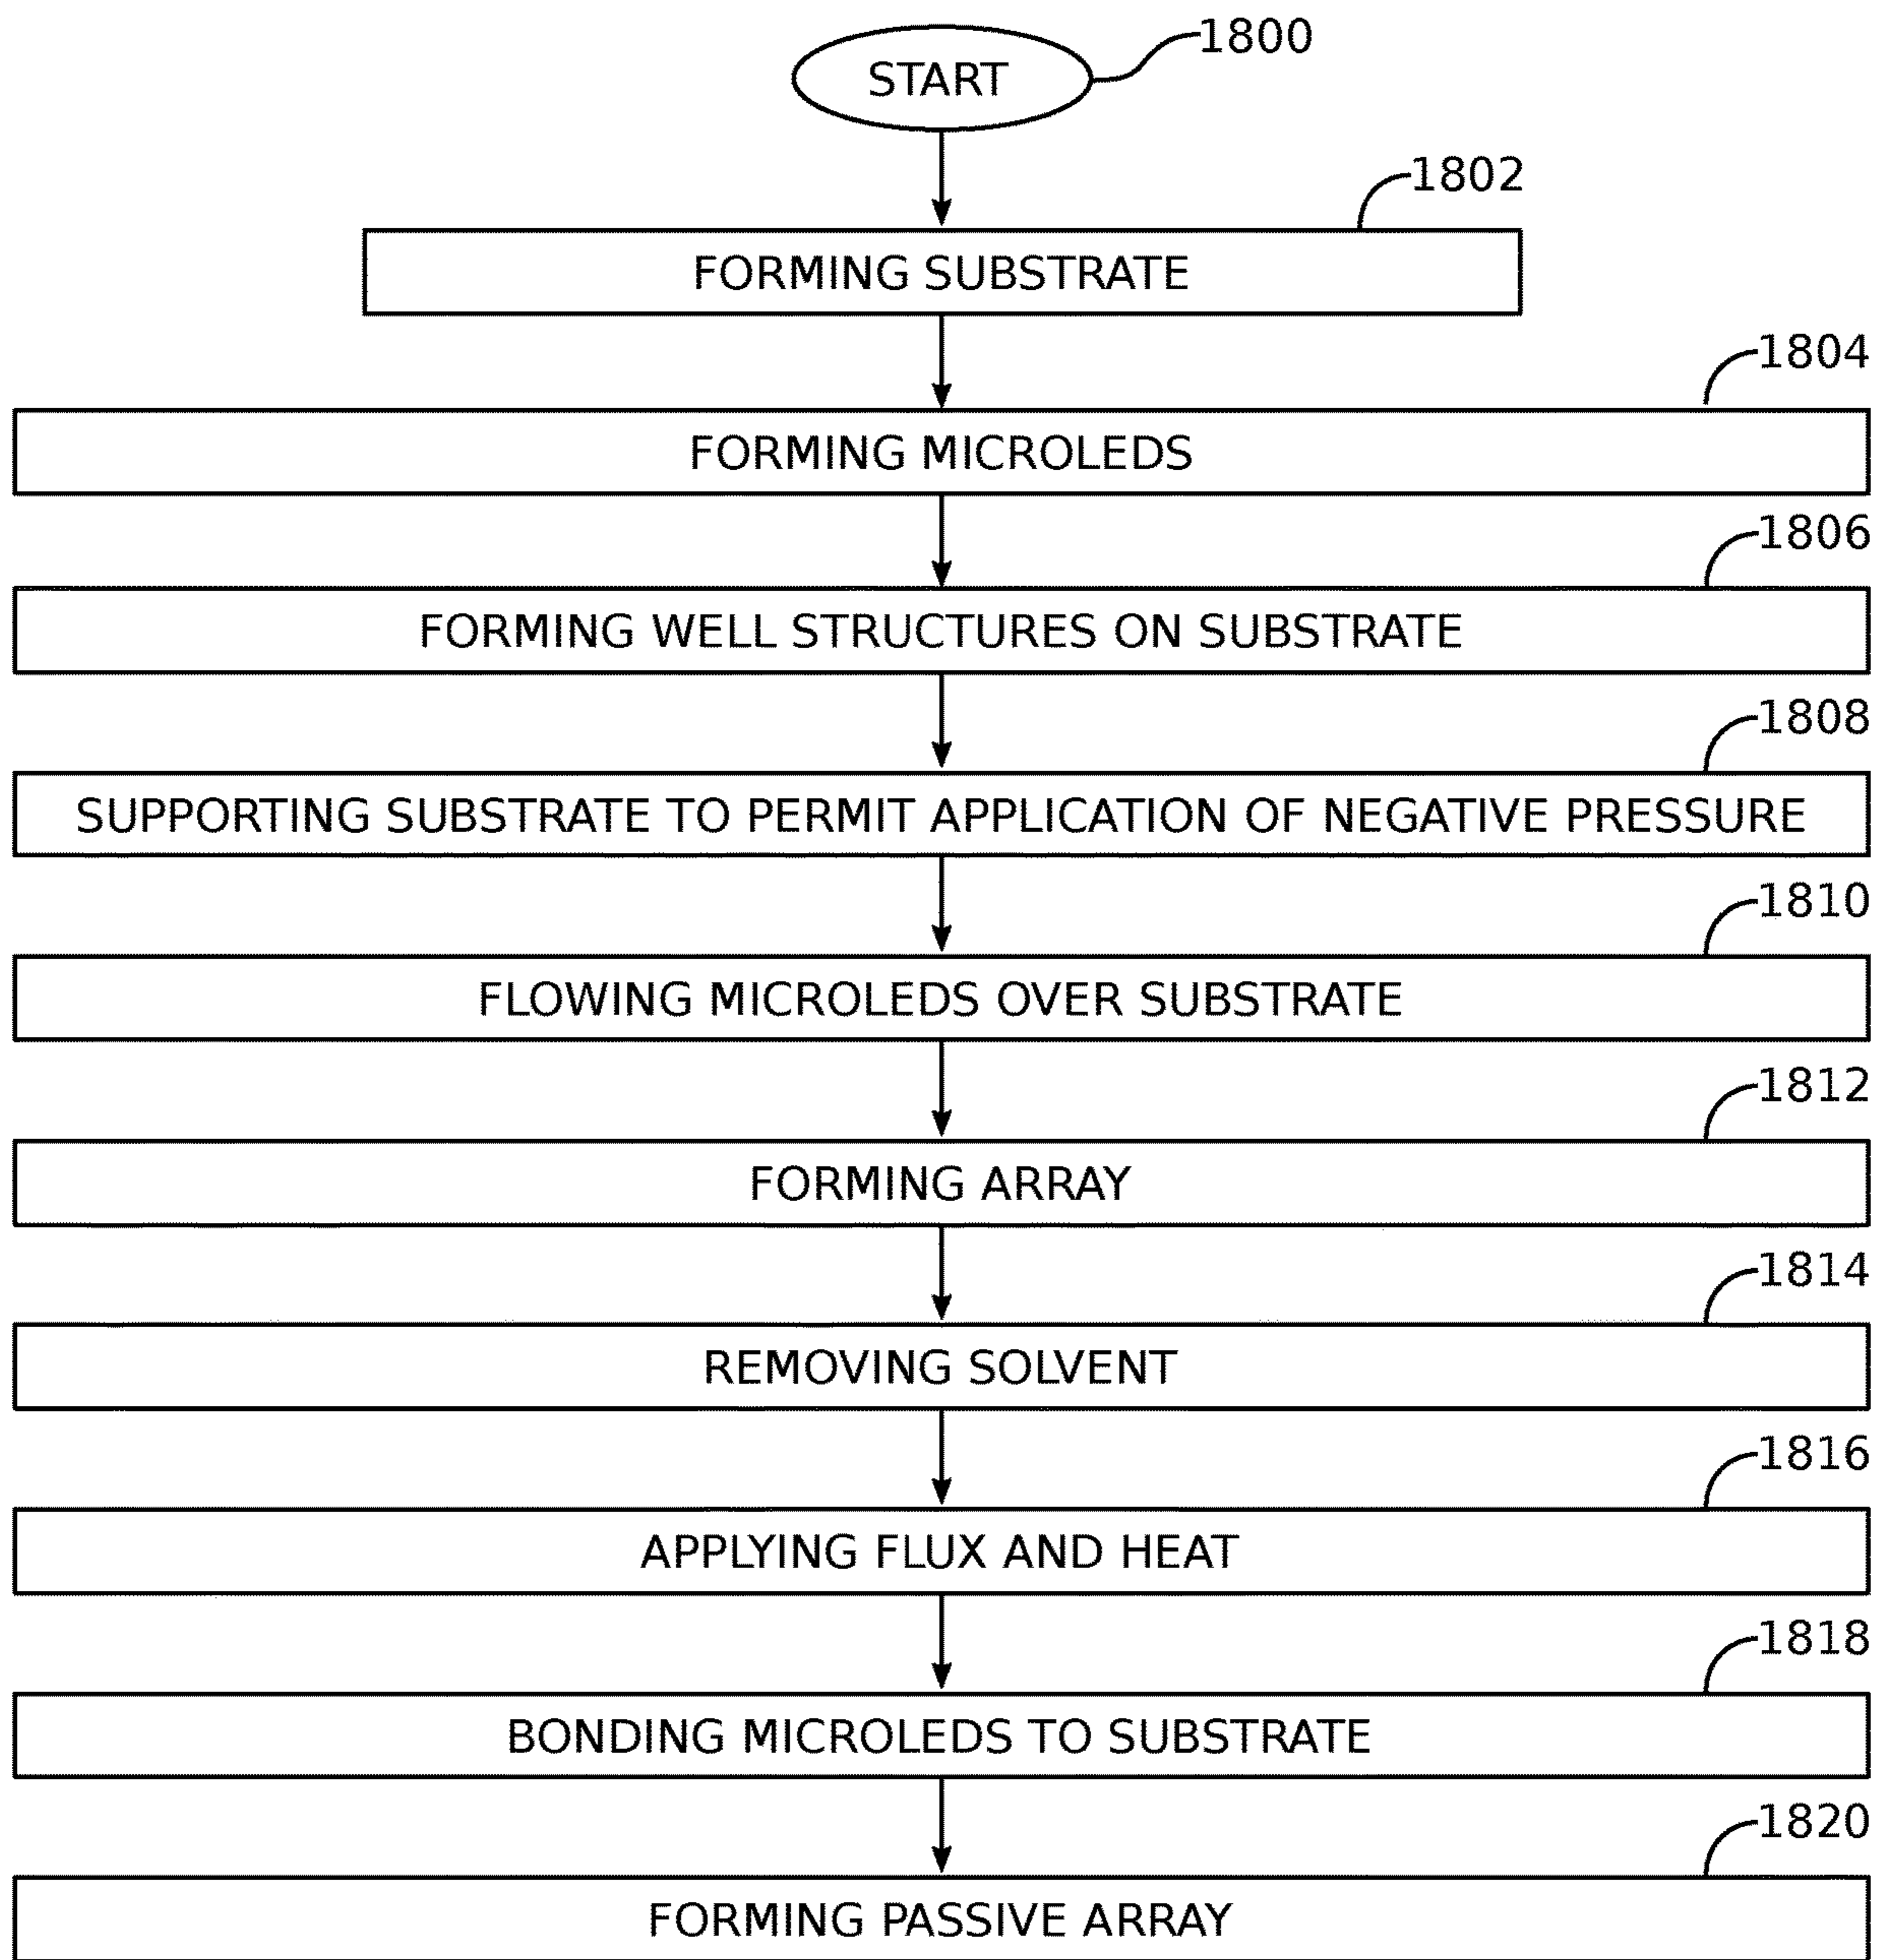 1800
START
1802
FORMING SUBSTRATE
1804
FORMING MICROLEDS
1806
FORMING WELL STRUCTURES ON SUBSTRATE
1808
SUPPORTING SUBSTRATE TO PERMIT APPLICATION OF NEGATIVE PRESSURE
1810
FLOWING MICROLEDS OVER SUBSTRATE
1812
FORMING ARRAY
1814
REMOVING SOLVENT
1816
APPLYING FLUX AND HEAT
1818
BONDING MICROLEDS TO SUBSTRATE
1820
FORMING PASSIVE ARRAY